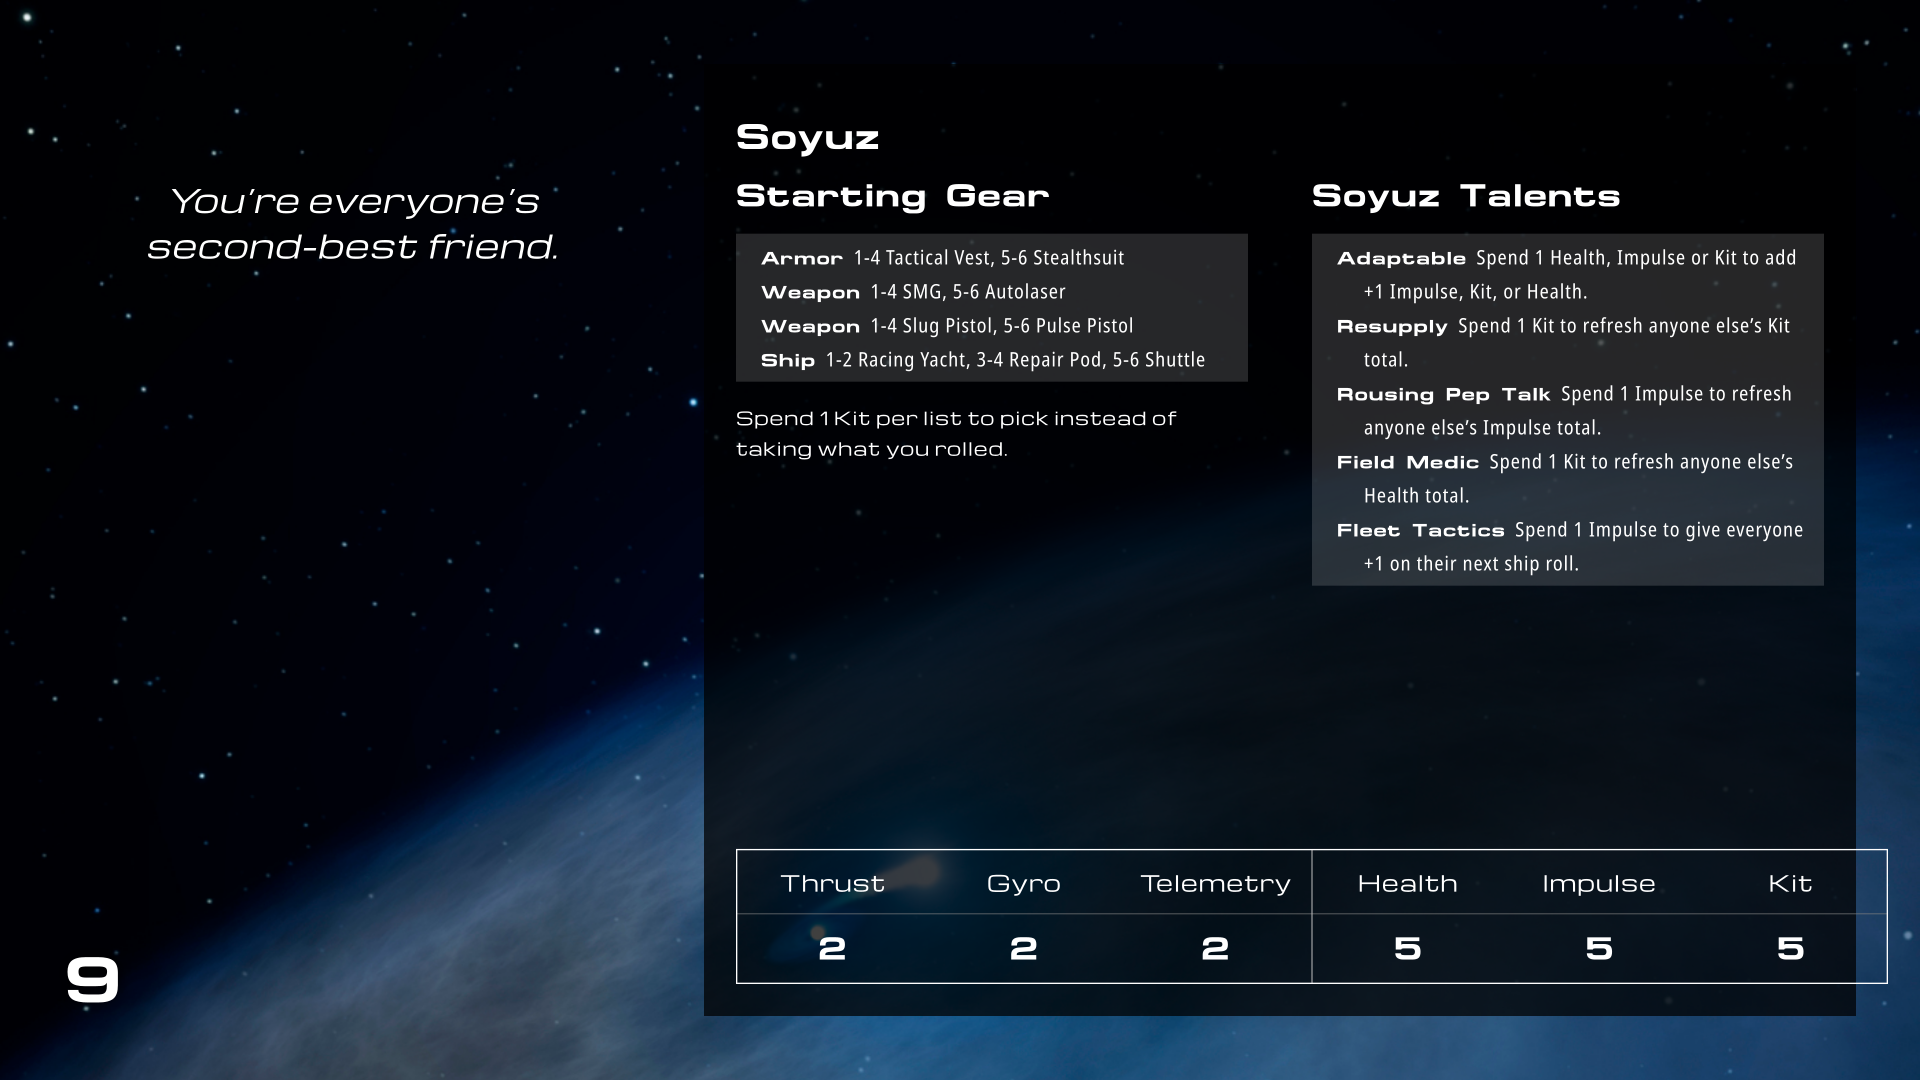 You're everyone's
second-best friend.
9
Soyuz
Starting Gear
Armor 1-4 Tactical Vest, 5-6 Stealthsuit
Weapon 1-4 SMG, 5-6 Autolaser
Weapon 1-4 Slug Pistol, 5-6 Pulse Pistol
Ship 1-2 Racing Yacht, 3-4 Repair Pod, 5-6 Shuttle
Spend 1 Kit per list to pick instead of
taking what you rolled.
Soyuz Talents
Adaptable Spend 1 Health, Impulse or Kit to add
+1 Impulse, Kit, or Health.
Resupply Spend 1 Kit to refresh anyone else's Kit
total.
Rousing Pep Talk Spend 1 Impulse to refresh
anyone else's Impulse total.
Field Medic Spend 1 Kit to refresh anyone else's
Health total.
Fleet Tactics Spend 1 Impulse to give everyone
+1 on their next ship roll.
Thrust Gyro Telemetry Health Impulse Kit
2 2 2 5 5 5